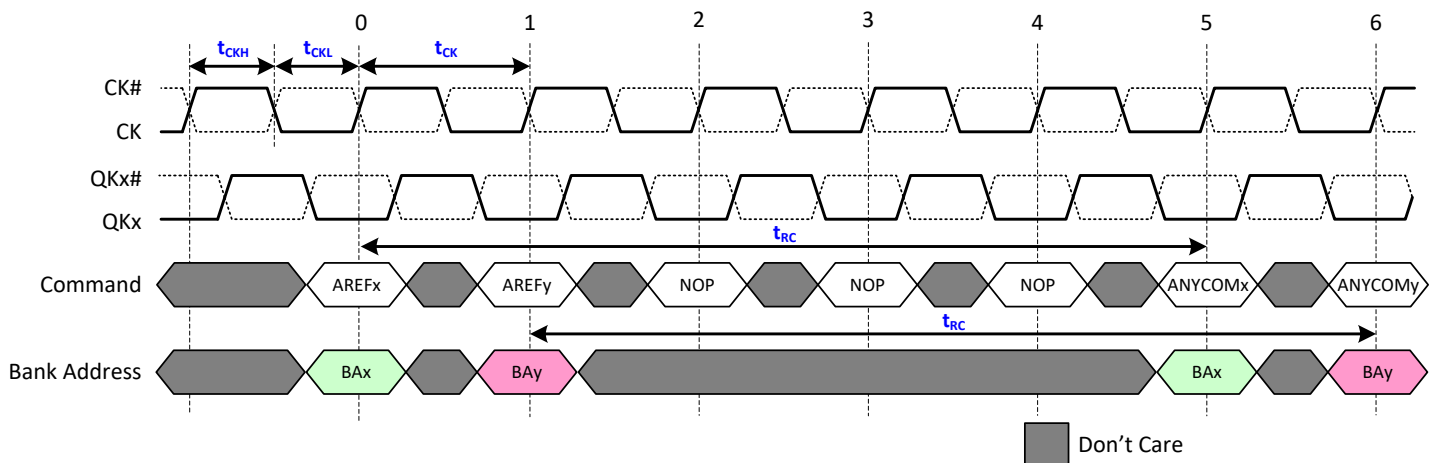 0 1 2 3 4 5 6
tCKH tCKL tCK
CK#
CK
QKx#
QKx
tRC
Command AREFx AREFy NOP NOP NOP ANYCOMx ANYCOMy
tRC
Bank Address BAx BAy BAx BAy
Don't Care